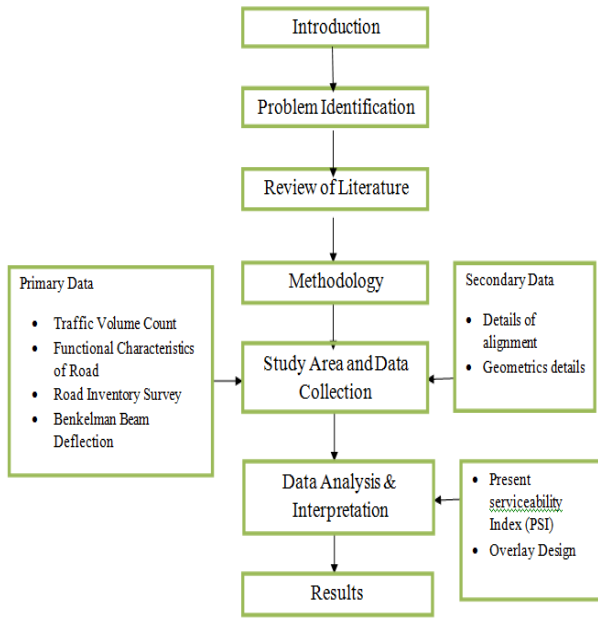 Introduction
Problem Identification
Review of Literature
Methodology
Primary Data
• Traffic Volume Count
• Functional Characteristics
of Road
• Road Inventory Survey
• Benkelman Beam
Deflection
Secondary Data
• Details of
alignment
• Geometrics details
Study Area and Data
Collection
Data Analysis &
Interpretation
• Present
serviceability
Index (PSI)
• Overlay Design
Results